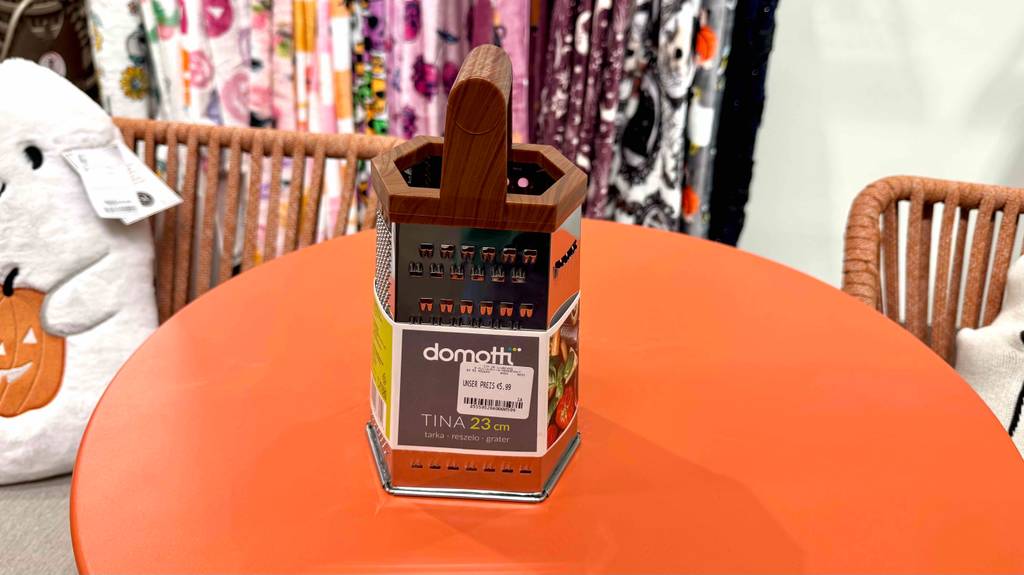 domotti
UNSER PREIS €5.99
TINA 23 cm
tarka · reszelo · grater